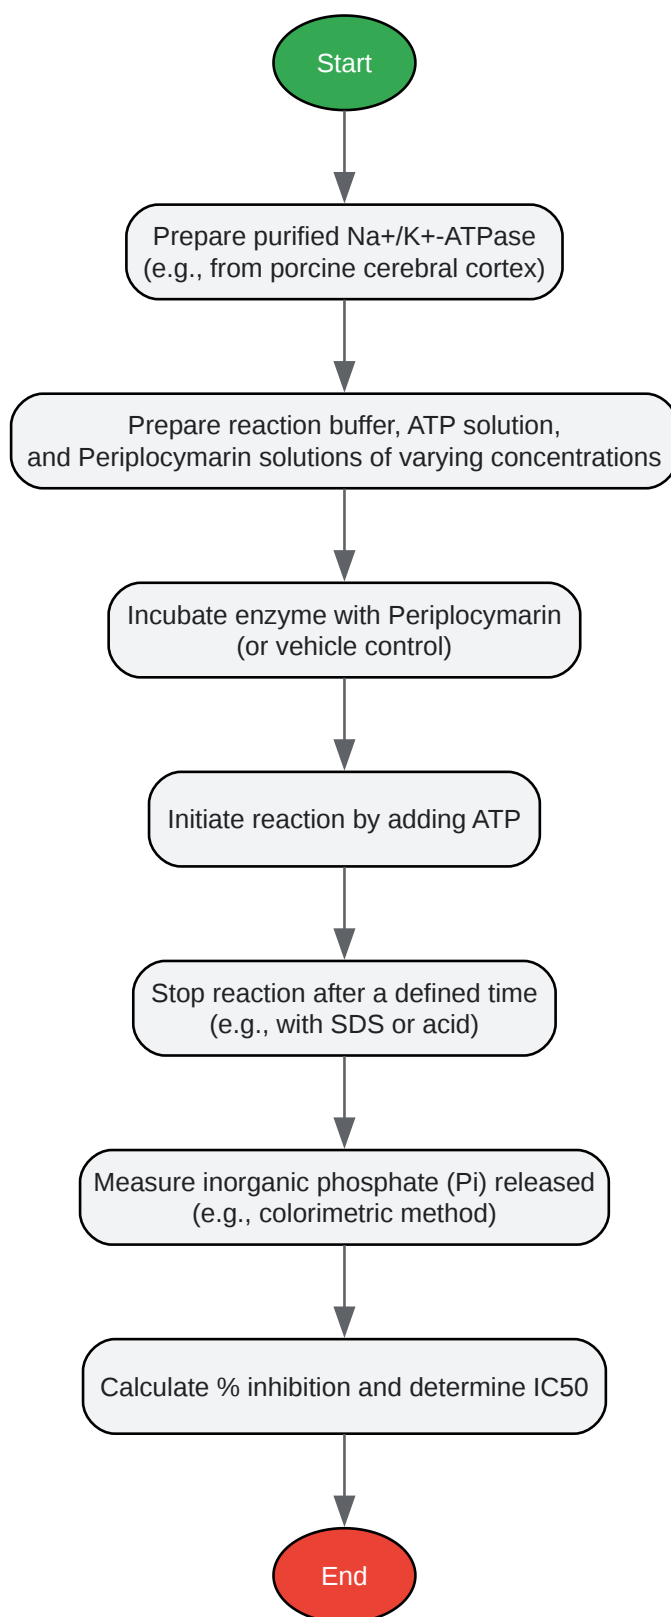 Start
Prepare purified Na+/K+-ATPase
(e.g., from porcine cerebral cortex)
Prepare reaction buffer, ATP solution,
and Periplocymarin solutions of varying concentrations
Incubate enzyme with Periplocymarin
(or vehicle control)
Initiate reaction by adding ATP
Stop reaction after a defined time
(e.g., with SDS or acid)
Measure inorganic phosphate (Pi) released
(e.g., colorimetric method)
Calculate % inhibition and determine IC50
End